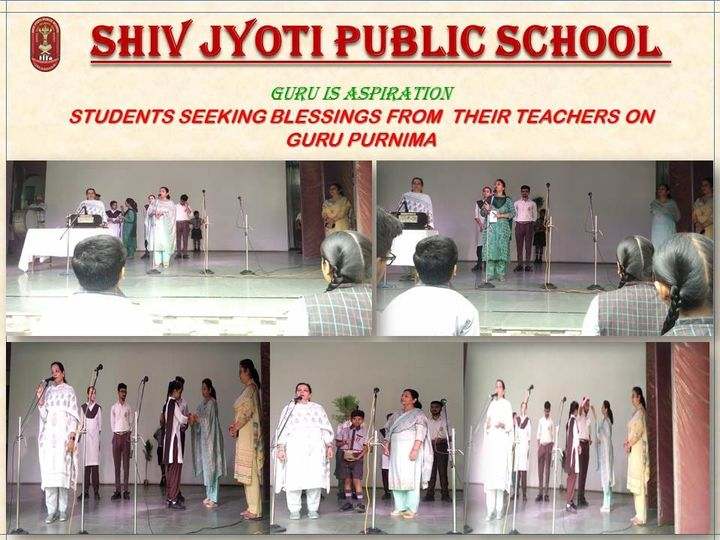 SHIV JYOTI PUBLIC SCHOOL
GURU IS ASPIRATION
STUDENTS SEEKING BLESSINGS FROM THEIR TEACHERS ON
GURU PURNIMA